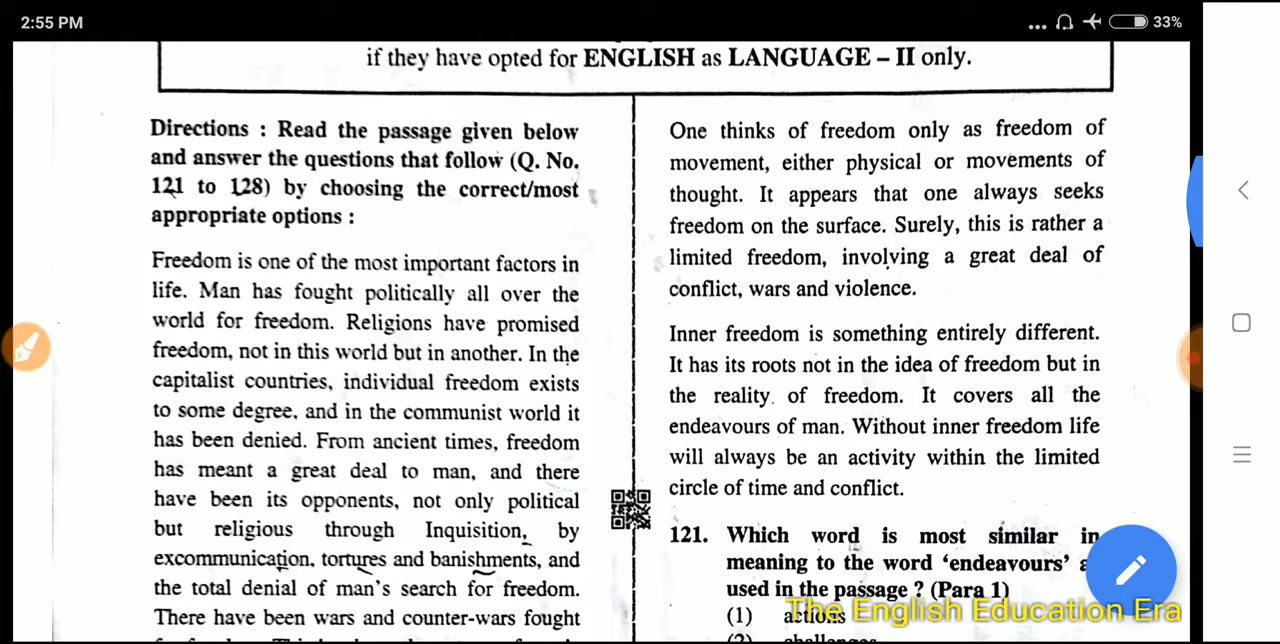 2:55 PM
... 33%
if they have opted for ENGLISH as LANGUAGE – II only.
Directions : Read the passage given below
and answer the questions that follow (Q. No.
121 to 128) by choosing the correct/most
appropriate options :
Freedom is one of the most important factors in
life. Man has fought politically all over the
world for freedom. Religions have promised
freedom, not in this world but in another. In the
capitalist countries, individual freedom exists
to some degree, and in the communist world it
has been denied. From ancient times, freedom
has meant a great deal to man, and there
have been its opponents, not only political
but religious through Inquisition, by
excommunication, tortures and banishments, and
the total denial of man's search for freedom.
There have been wars and counter-wars fought
One thinks of freedom only as freedom of
movement, either physical or movements of
thought. It appears that one always seeks
freedom on the surface. Surely, this is rather a
limited freedom, involving a great deal of
conflict, wars and violence.
Inner freedom is something entirely different.
It has its roots not in the idea of freedom but in
the reality of freedom. It covers all the
endeavours of man. Without inner freedom life
will always be an activity within the limited
circle of time and conflict.
121. Which word is most similar in
meaning to the word 'endeavours'
used in the passage ? (Para 1)
(1) actions
The English Education Era